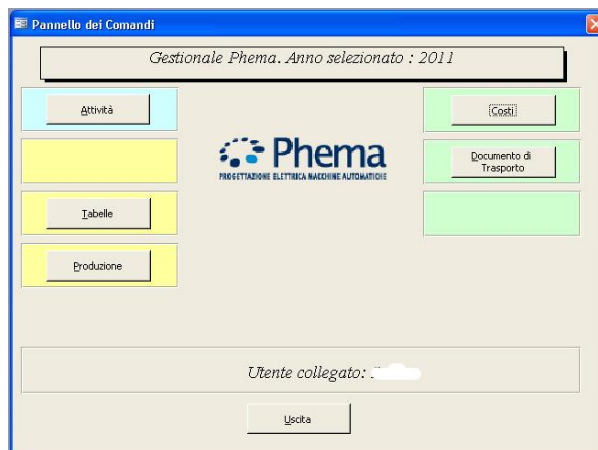 Pannello dei Comandi
Gestionale Phema. Anno selezionato : 2011
Attività
Costi
Phema
PROGETTAZIONE ELETTRICA MACCHINE AUTOMATICHE
Documento di
Trasporto
Tabelle
Produzione
Utente collegato:
Uscita